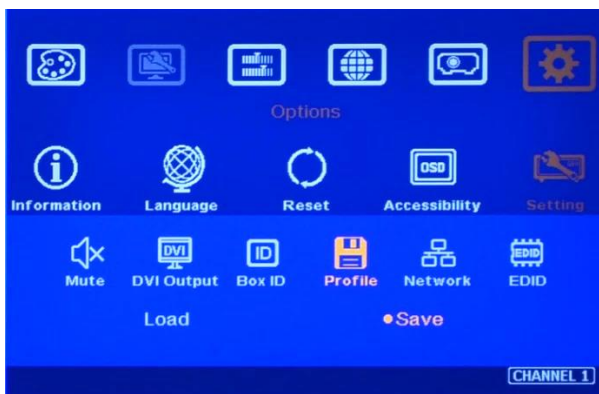 Options
Information Language Reset OSD Accessibility Setting
Mute DVI DVI Output ID Box ID Profile Network EDID EDID
Load Save
CHANNEL 1